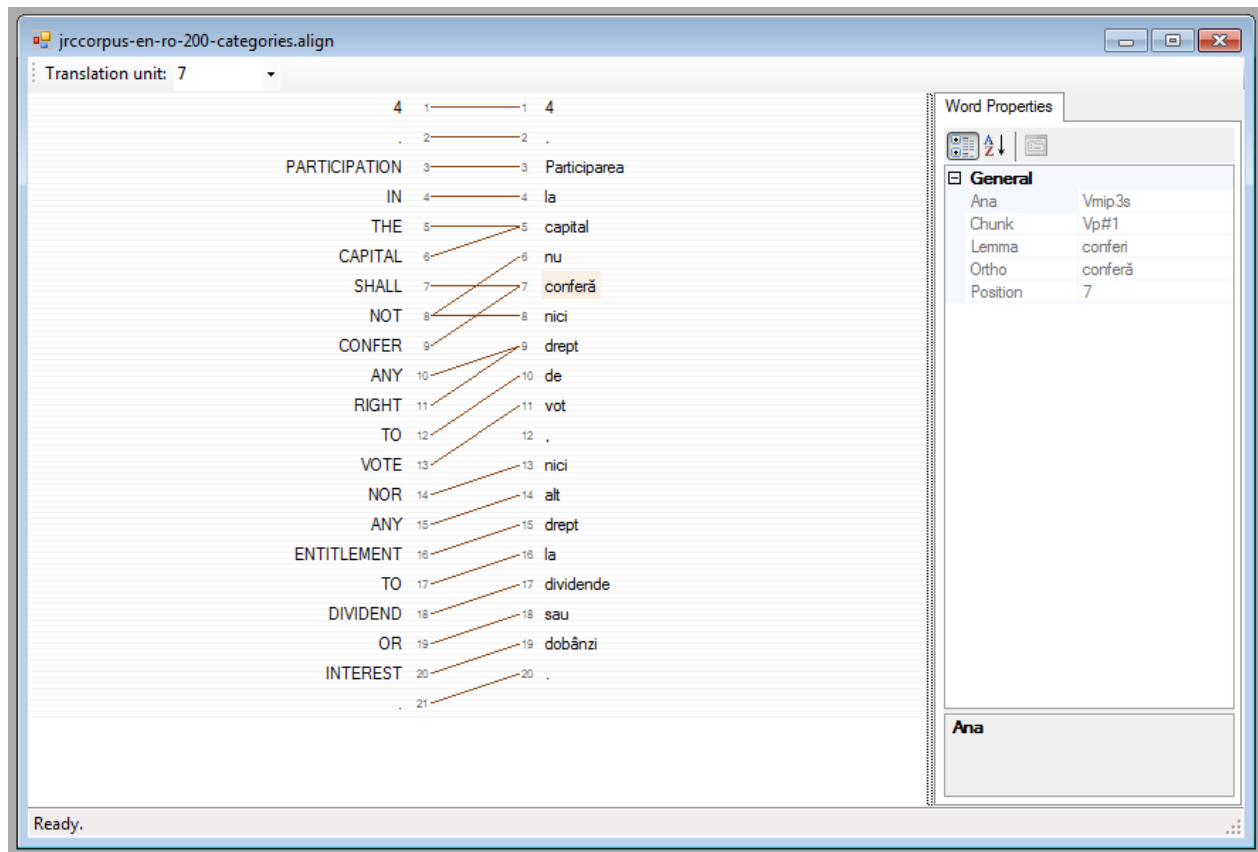 jrccorpus-en-ro-200-categories.align
Translation unit: 7
4 1 1 4
. 2 2 .
PARTICIPATION 3 3 Participarea
IN 4 4 la
THE 5 5 capital
CAPITAL 6 6 nu
SHALL 7 7 conferă
NOT 8 8 nici
CONFER 9 9 drept
ANY 10 10 de
RIGHT 11 11 vot
TO 12 12 ,
VOTE 13 13 nici
NOR 14 14 alt
ANY 15 15 drept
ENTITLEMENT 16 16 la
TO 17 17 dividende
DIVIDEND 18 18 sau
OR 19 19 dobânzi
INTEREST 20 20 .
. 21
Word Properties
General
Ana Vmip3s
Chunk Vp#1
Lemma conferi
Ortho conferă
Position 7
Ana
Ready.